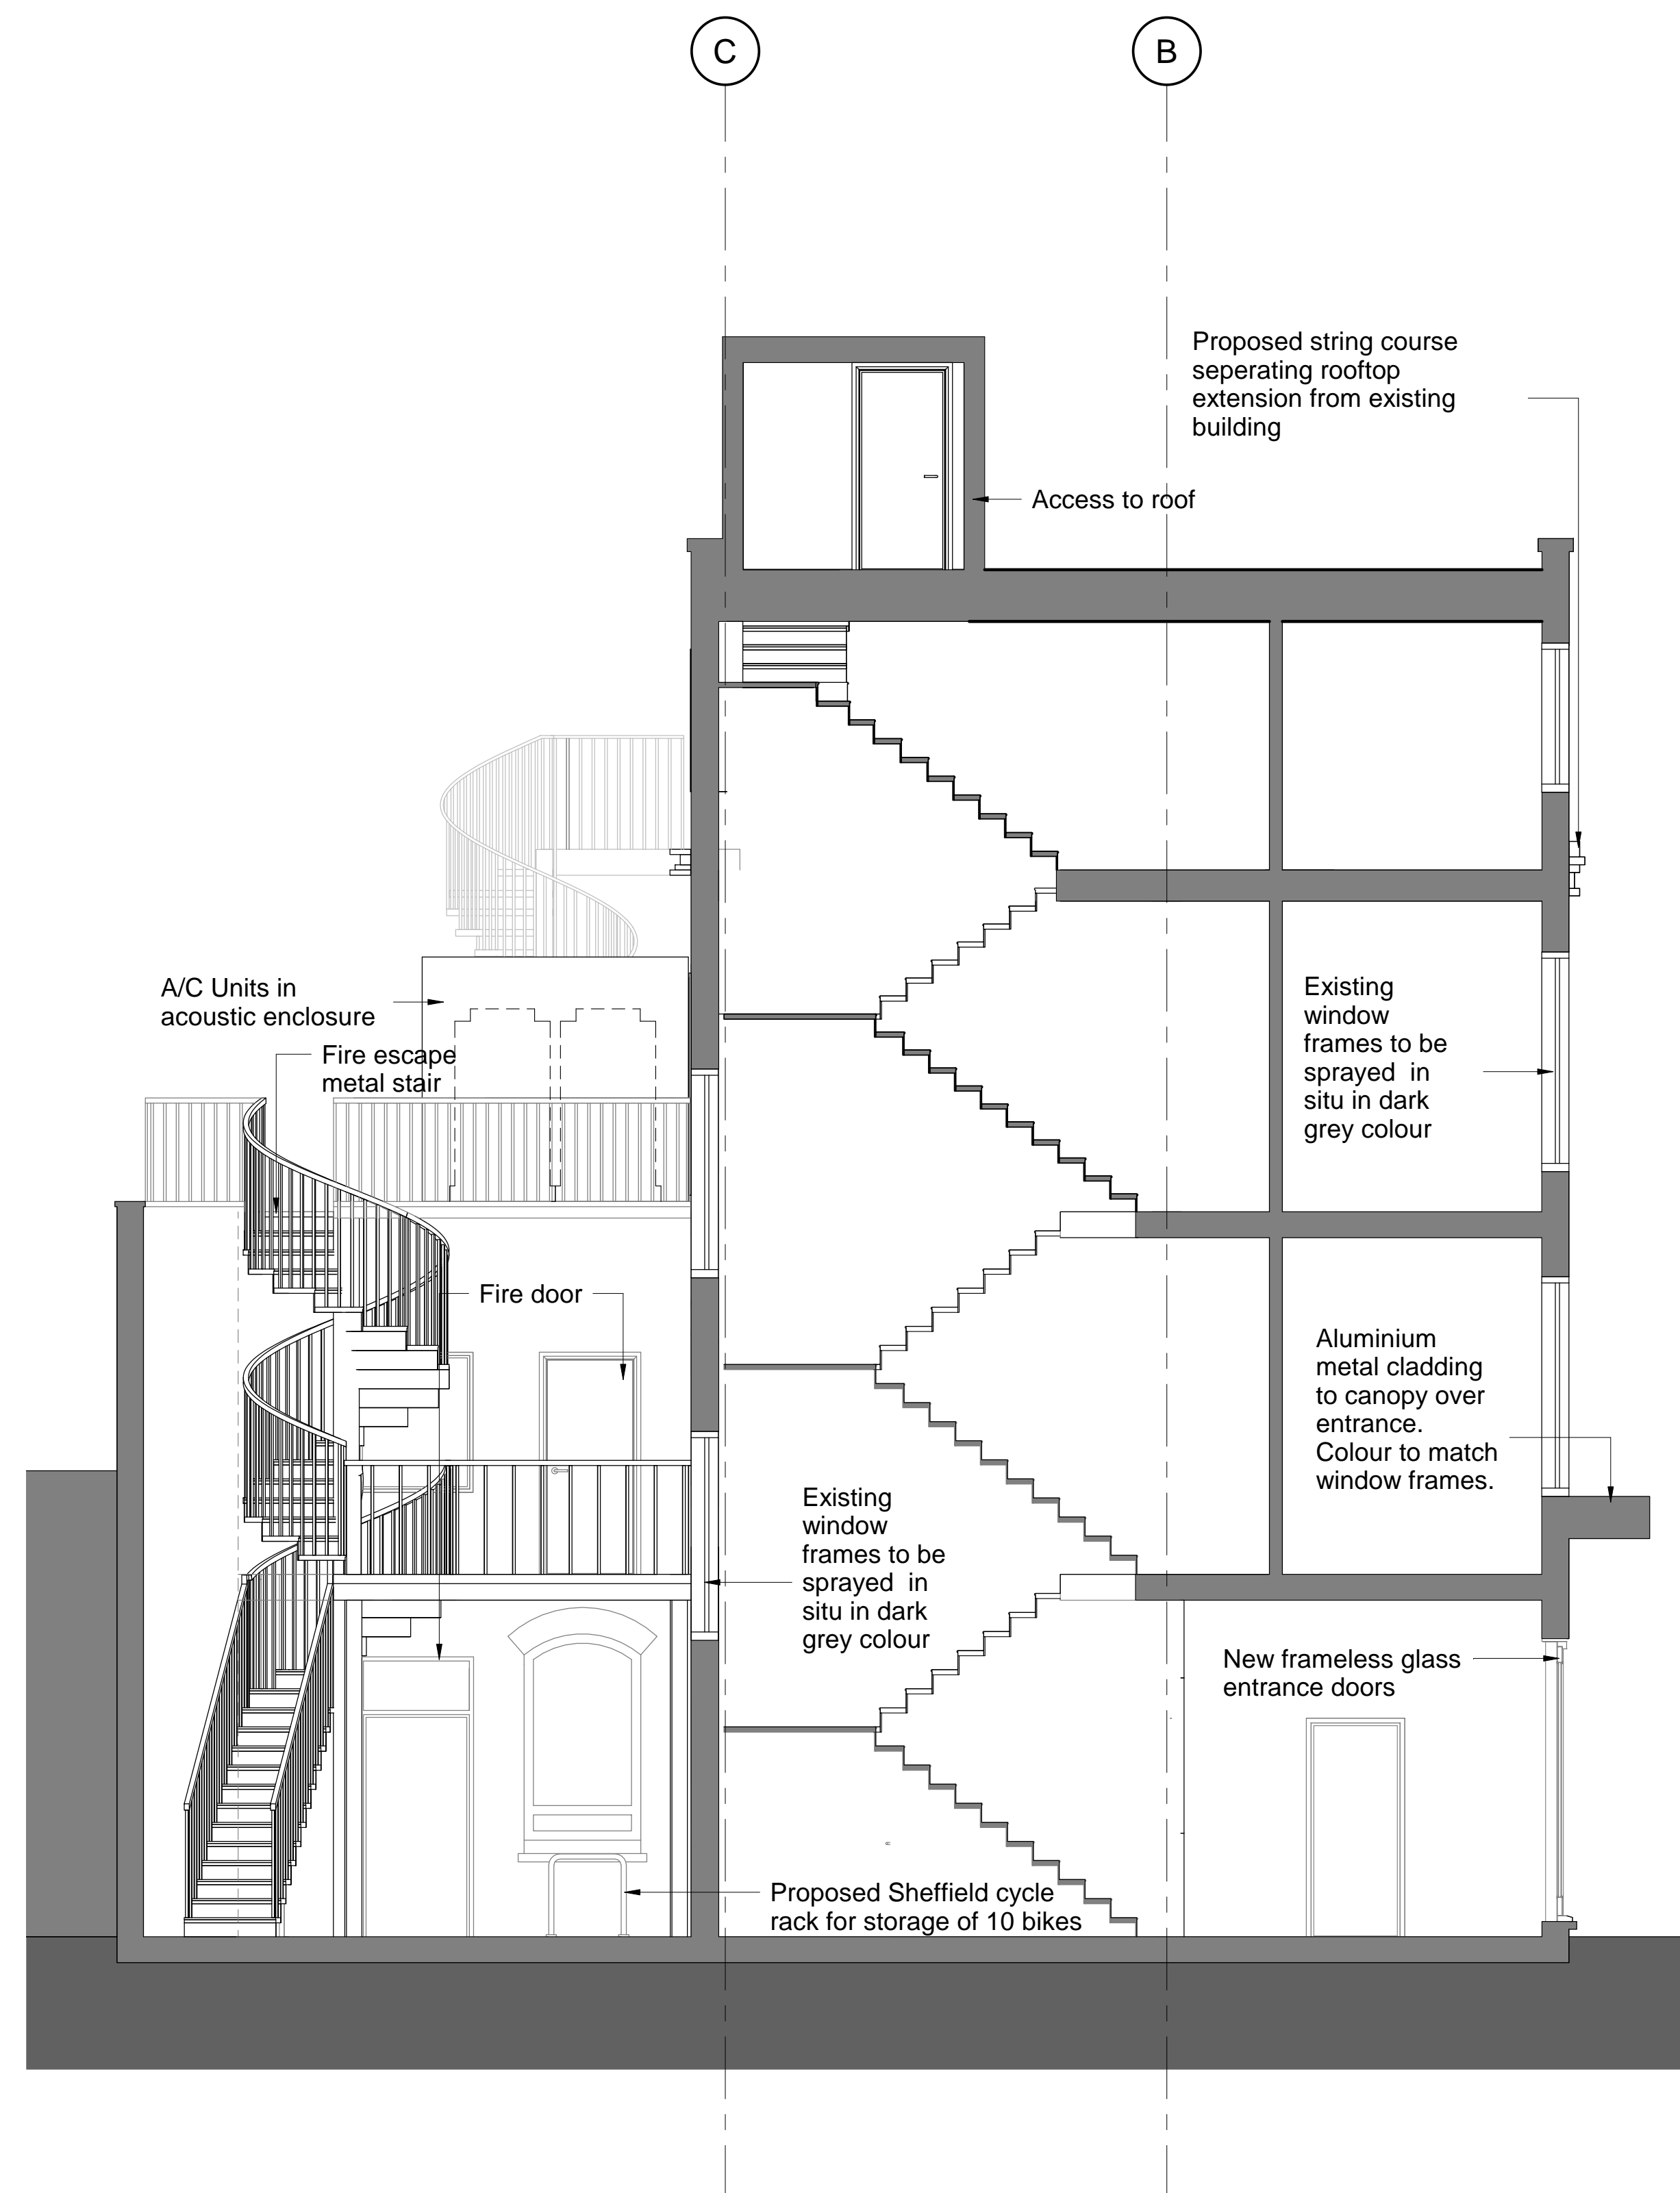 C
B
Proposed string course
seperating rooftop
extension from existing
building
Access to roof
A/C Units in
acoustic enclosure
Fire escape
metal stair
Existing
window
frames to be
sprayed in
situ in dark
grey colour
Fire door
Aluminium
metal cladding
to canopy over
entrance.
Colour to match
window frames.
Existing
window
frames to be
sprayed in
situ in dark
grey colour
New frameless glass
entrance doors
Proposed Sheffield cycle
rack for storage of 10 bikes